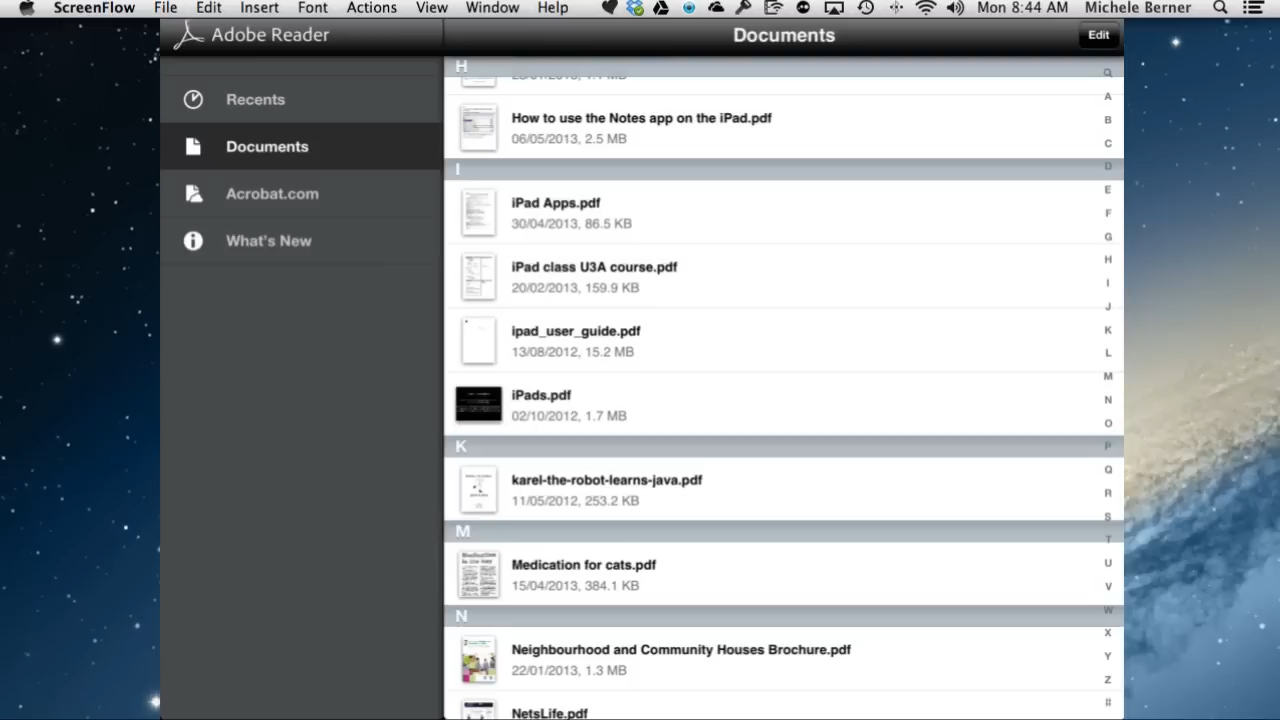 ScreenFlow File Edit Insert Font Actions View Window Help Mon 8:44 AM Michele Berner
Adobe Reader
Documents
Edit
Recents
Documents
Acrobat.com
What's New
H
How to use the Notes app on the iPad.pdf
06/05/2013, 2.5 MB
I
iPad Apps.pdf
30/04/2013, 86.5 KB
iPad class U3A course.pdf
20/02/2013, 159.9 KB
ipad_user_guide.pdf
13/08/2012, 15.2 MB
iPads.pdf
02/10/2012, 1.7 MB
K
karel-the-robot-learns-java.pdf
11/05/2012, 253.2 KB
M
Medication for cats.pdf
15/04/2013, 384.1 KB
N
Neighbourhood and Community Houses Brochure.pdf
22/01/2013, 1.3 MB
NetsLife.pdf
A
B
C
D
E
F
G
H
I
J
K
L
M
N
O
P
Q
R
S
T
U
V
W
X
Y
Z
#